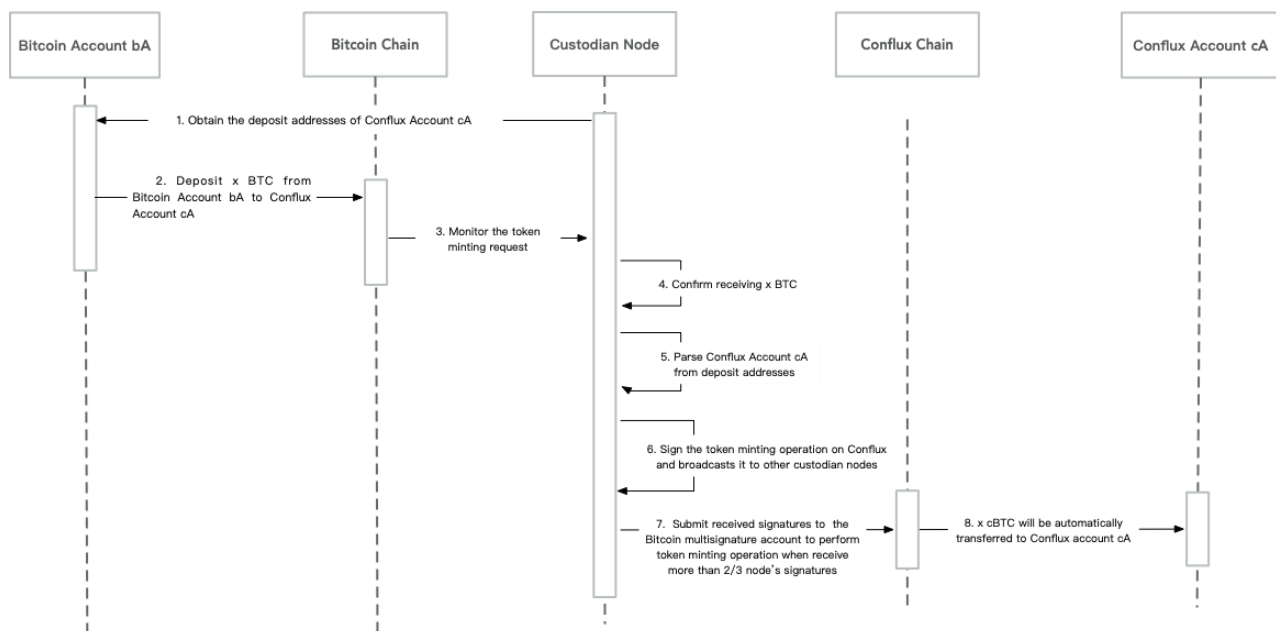 Bitcoin Account bA
Bitcoin Chain
Custodian Node
Conflux Chain
Conflux Account cA
1. Obtain the deposit addresses of Conflux Account cA
2. Deposit x BTC from
Bitcoin Account bA to Conflux
Account cA
3. Monitor the token
minting request
4. Confirm receiving x BTC
5. Parse Conflux Account cA
from deposit addresses
6. Sign the token minting operation on Conflux
and broadcasts it to other custodian nodes
7. Submit received signatures to the
Bitcoin multisignature account to perform
token minting operation when receive
more than 2/3 node's signatures
8. x cBTC will be automatically
transferred to Conflux account cA